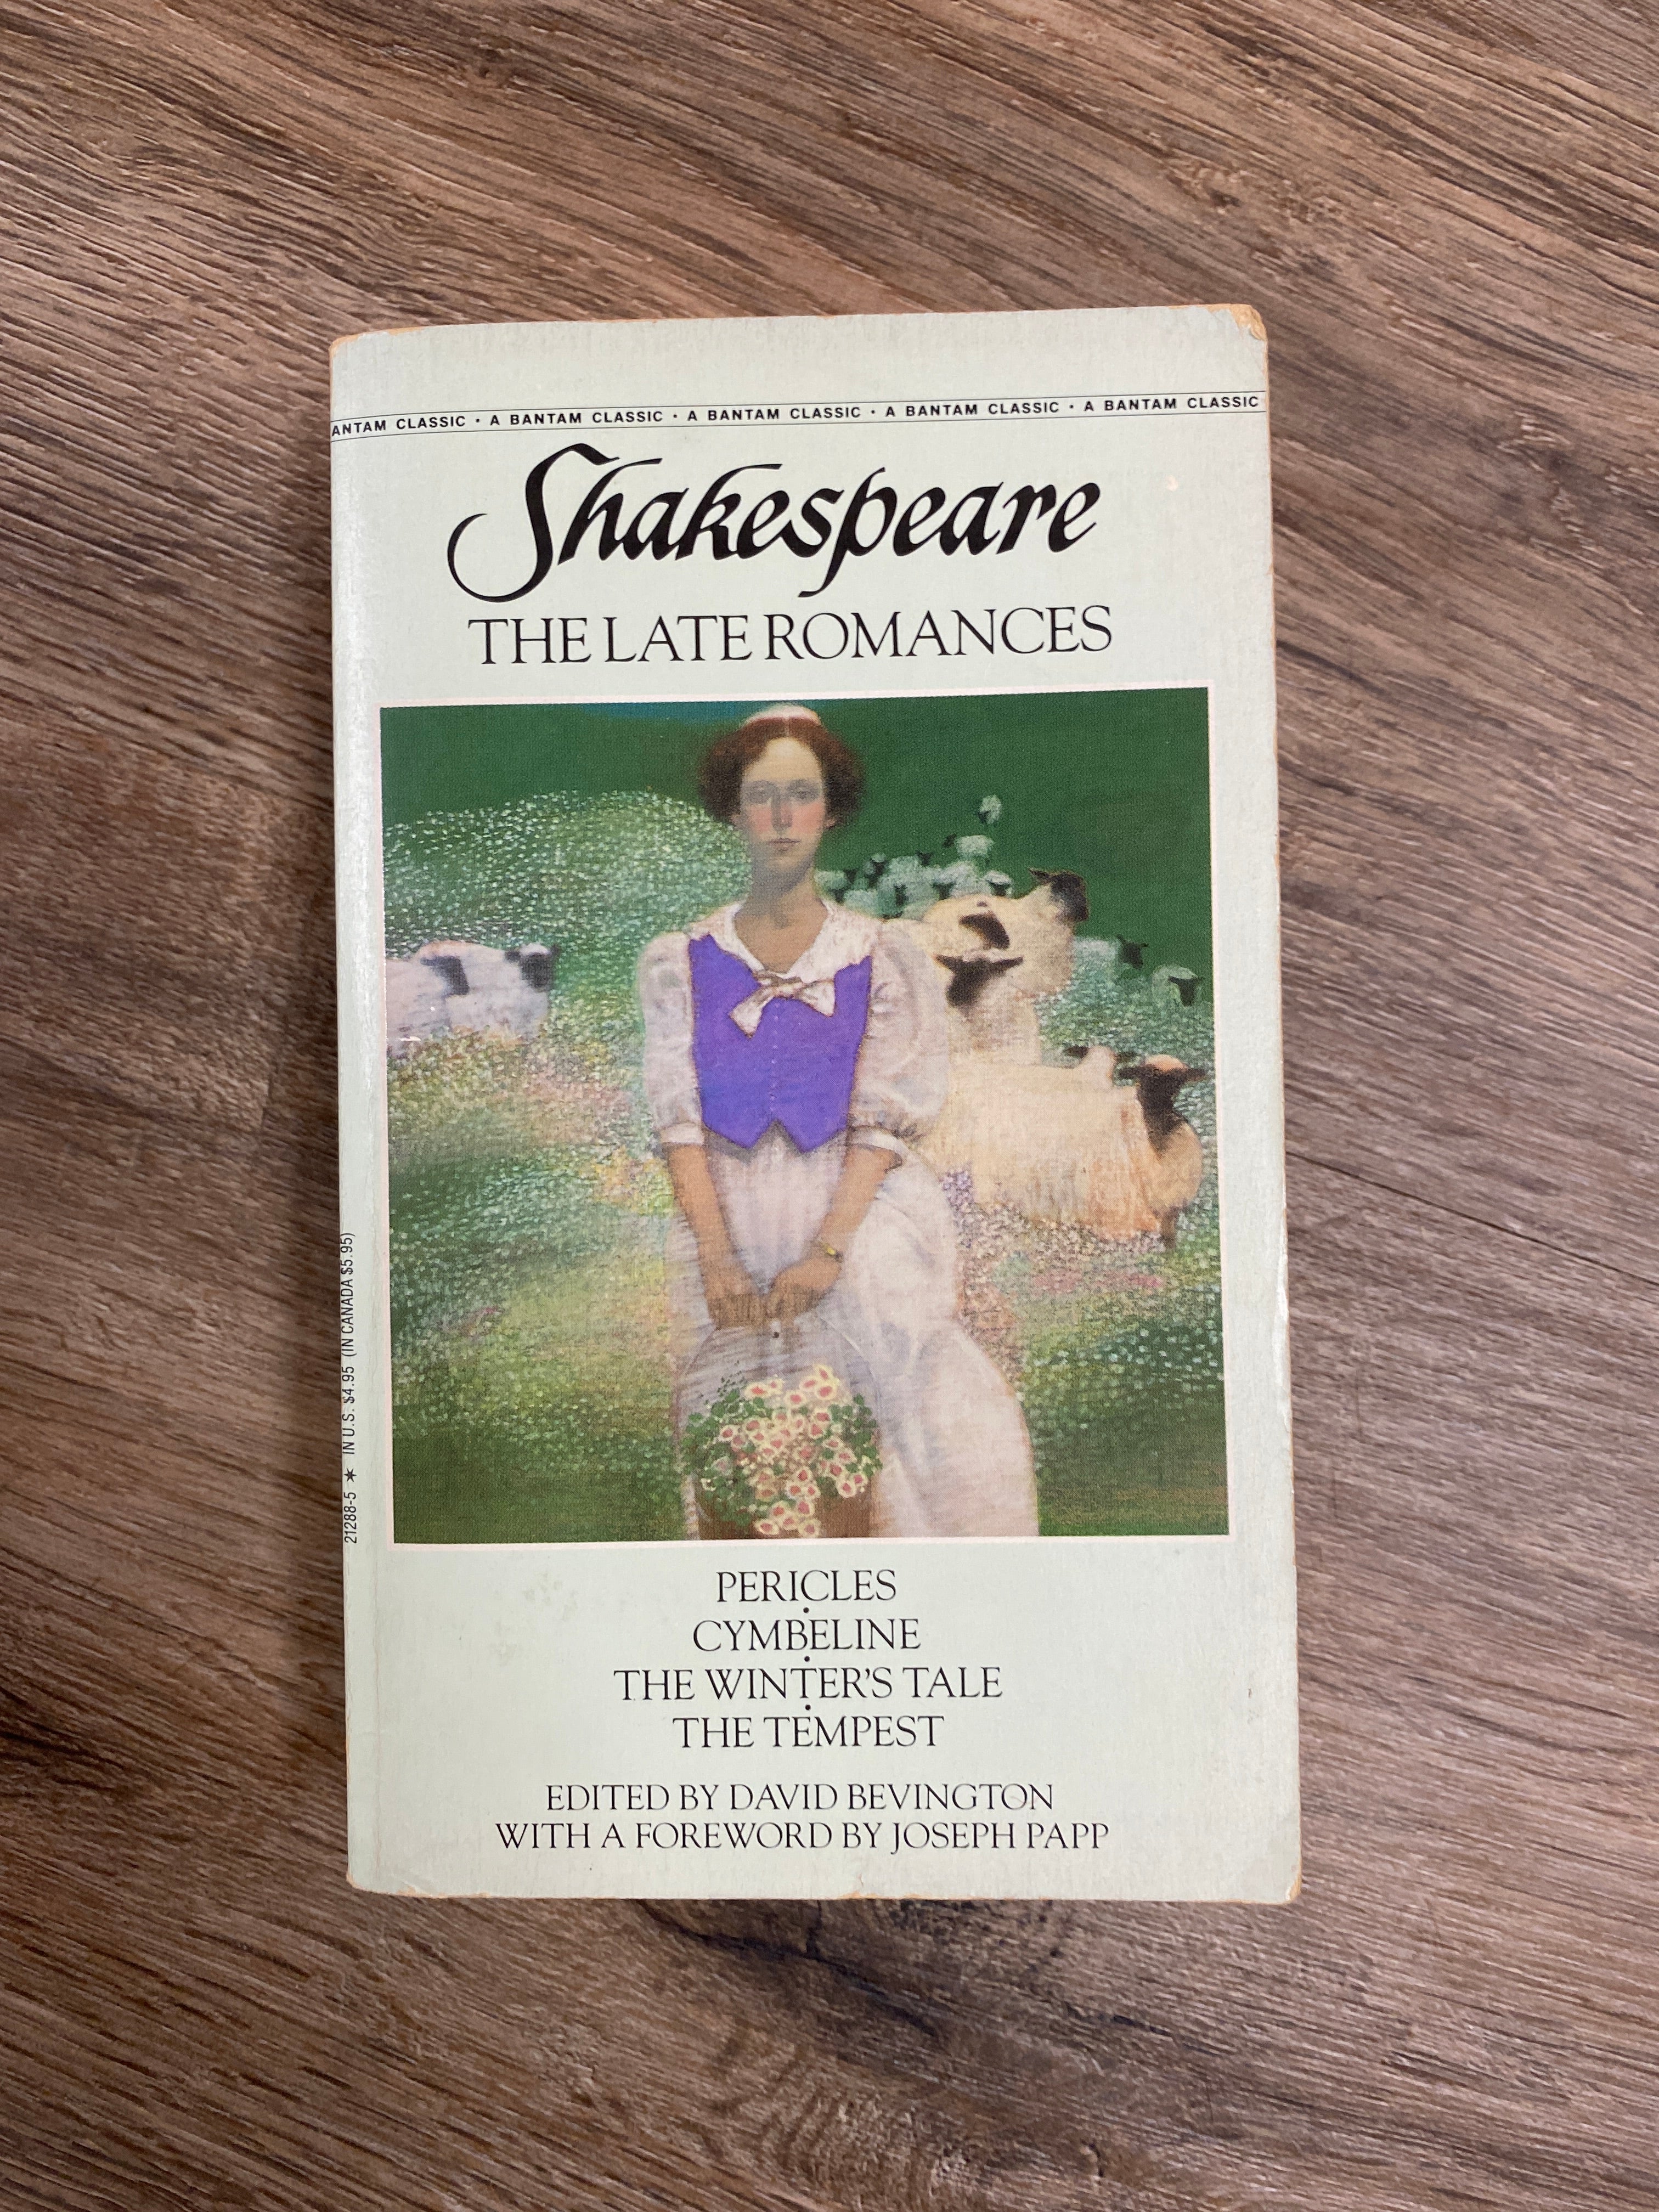 ANTAM CLASSIC • A BANTAM CLASSIC • A BANTAM CLASSIC • A BANTAM CLASSIC • A BANTAM CLASSIC
Shakespeare
THE LATE ROMANCES
21288-5 ★ IN U.S. $4.95 (IN CANADA $5.95)
PERICLES
•
CYMBELINE
•
THE WINTER'S TALE
•
THE TEMPEST
EDITED BY DAVID BEVINGTON
WITH A FOREWORD BY JOSEPH PAPP